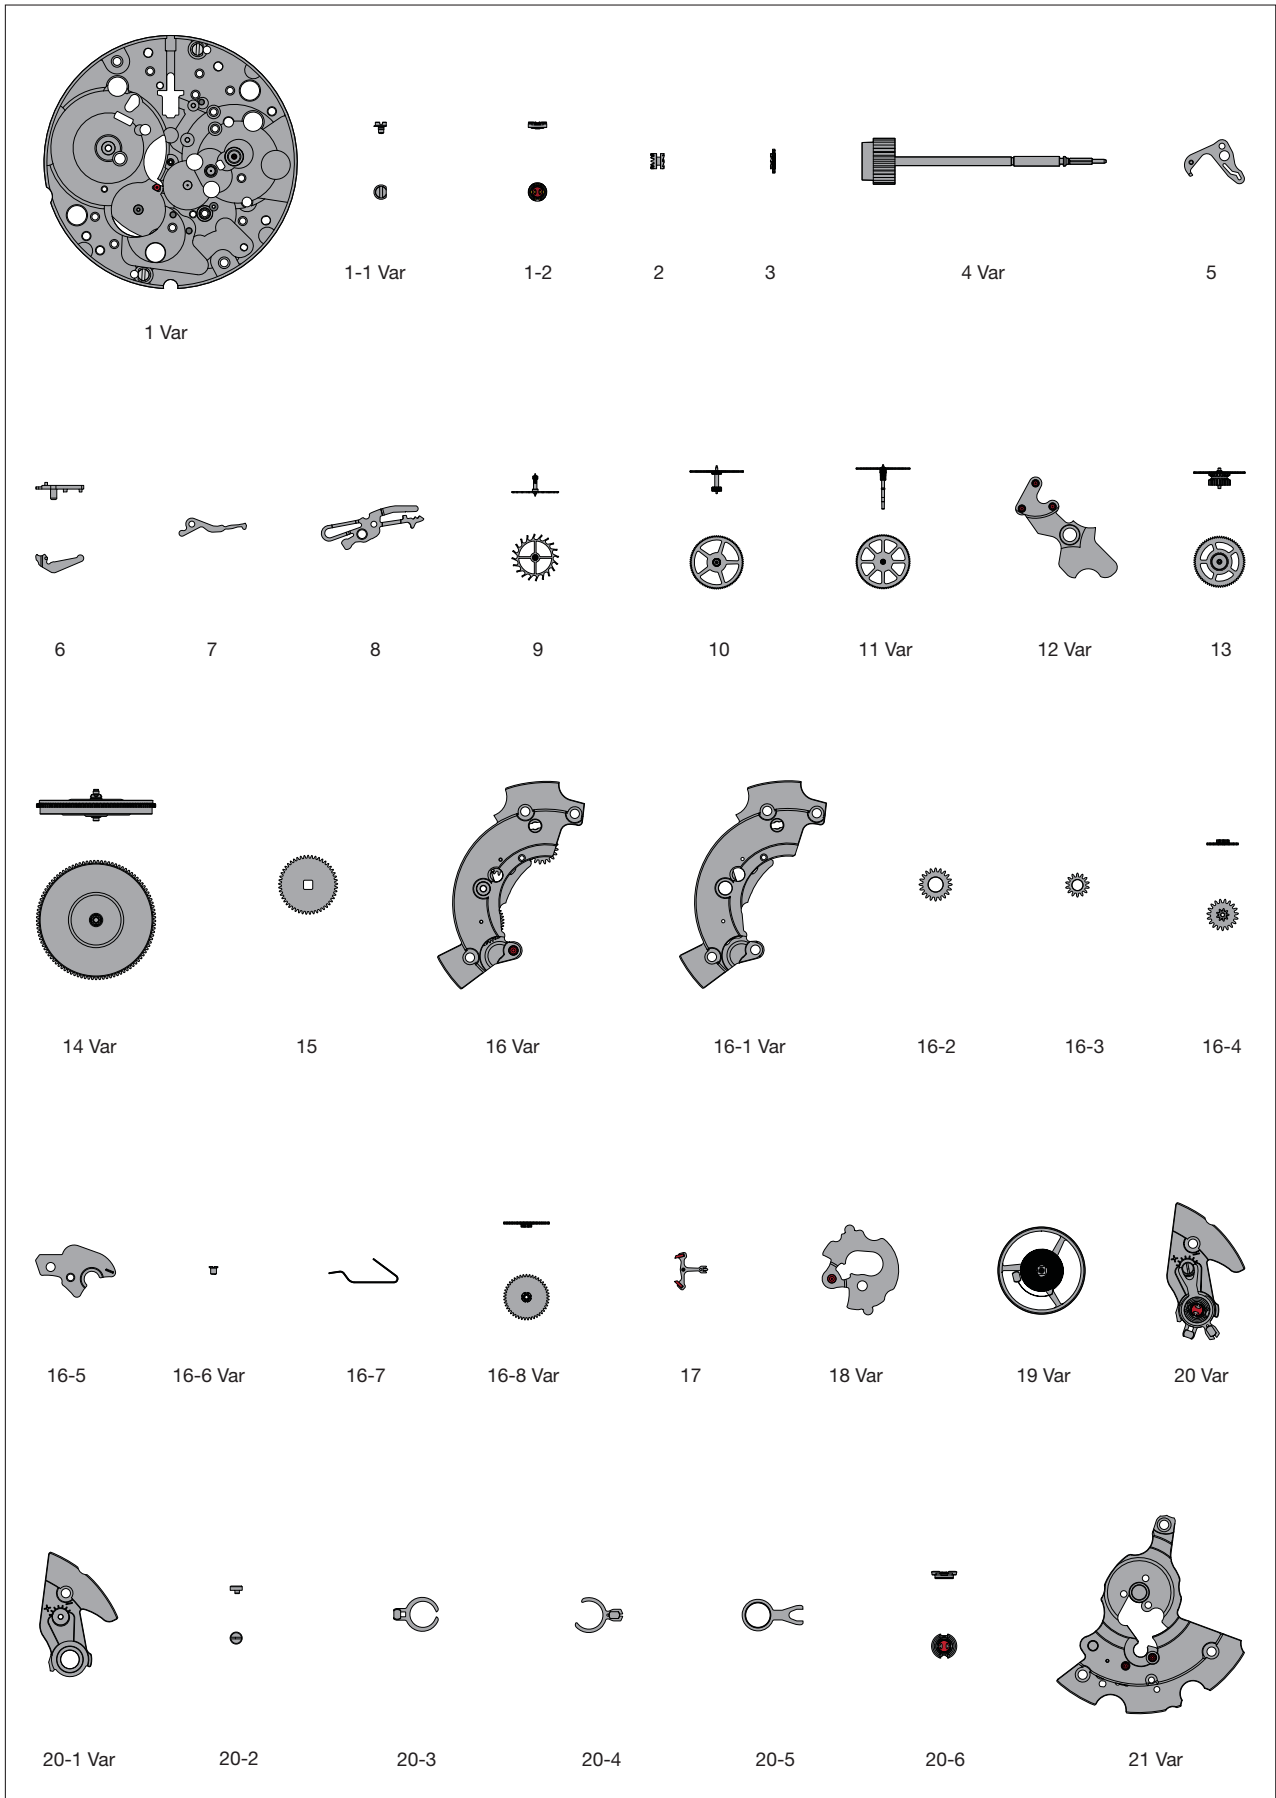 1-1 Var 1-2 2 3 4 Var 5
1 Var
6 7 8 9 10 11 Var 12 Var 13
14 Var 15 16 Var 16-1 Var 16-2 16-3 16-4
16-5 16-6 Var 16-7 16-8 Var 17 18 Var 19 Var 20 Var
20-1 Var 20-2 20-3 20-4 20-5 20-6 21 Var